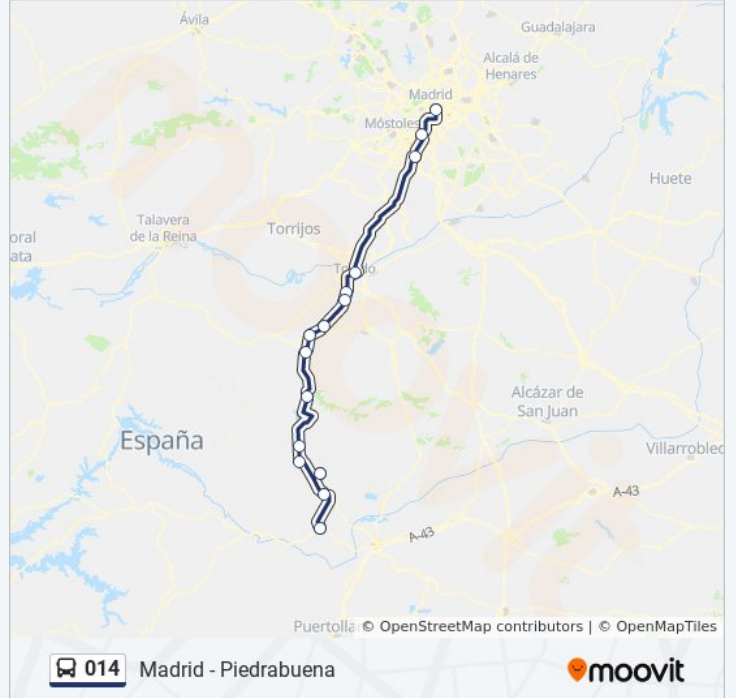 Ávila
Guadalajara
Alcalá de
Henares
Madrid
Móstoles
Huete
Talavera
de la Reina
Torrijos
oral
ata
Toledo
Alcázar de
San Juan
España
Villarrobled
A-43
A-43
Puertolla
© OpenStreetMap contributors | © OpenMapTiles
014 Madrid - Piedrabuena
moovit